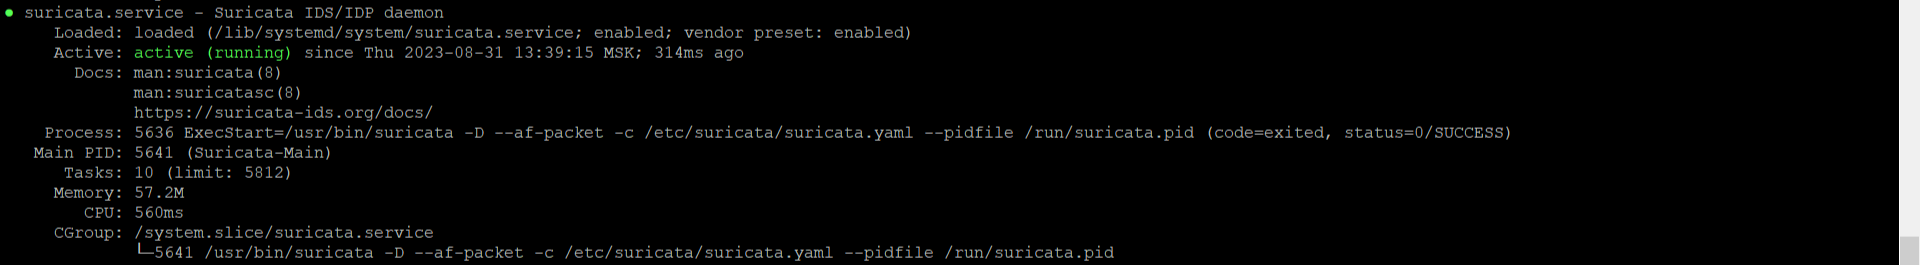 ● suricata.service - Suricata IDS/IDP daemon
Loaded: loaded (/lib/systemd/system/suricata.service; enabled; vendor preset: enabled)
Active: active (running) since Thu 2023-08-31 13:39:15 MSK; 314ms ago
Docs: man:suricata(8)
man:suricatasc(8)
https://suricata-ids.org/docs/
Process: 5636 ExecStart=/usr/bin/suricata -D --af-packet -c /etc/suricata/suricata.yaml --pidfile /run/suricata.pid (code=exited, status=0/SUCCESS)
Main PID: 5641 (Suricata-Main)
Tasks: 10 (limit: 5812)
Memory: 57.2M
CPU: 560ms
CGroup: /system.slice/suricata.service
└─5641 /usr/bin/suricata -D --af-packet -c /etc/suricata/suricata.yaml --pidfile /run/suricata.pid